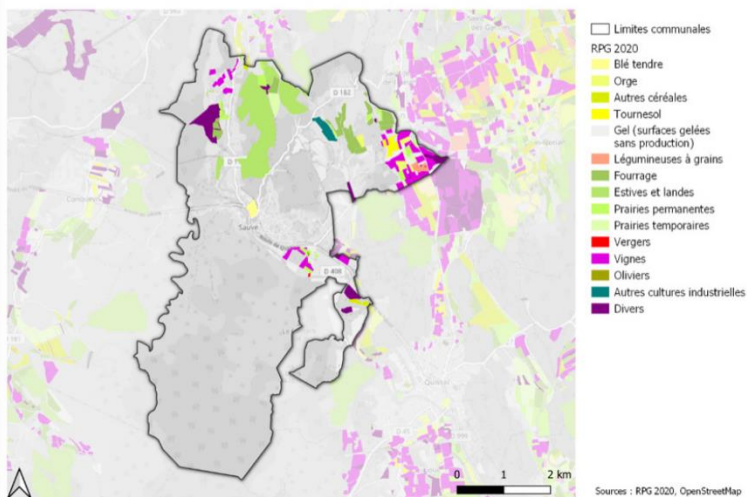 Limites communales
RPG 2020
Blé tendre
Orge
Autres céréales
Tournesol
Gel (surfaces gelées
sans production)
Légumineuses à grains
Fourrage
Estives et landes
Prairies permanentes
Prairies temporaires
Vergers
Vignes
Oliviers
Autres cultures industrielles
Divers
D 182
Sauve
D 999
Quissac
0 1 2 km
Sources : RPG 2020, OpenStreetMap